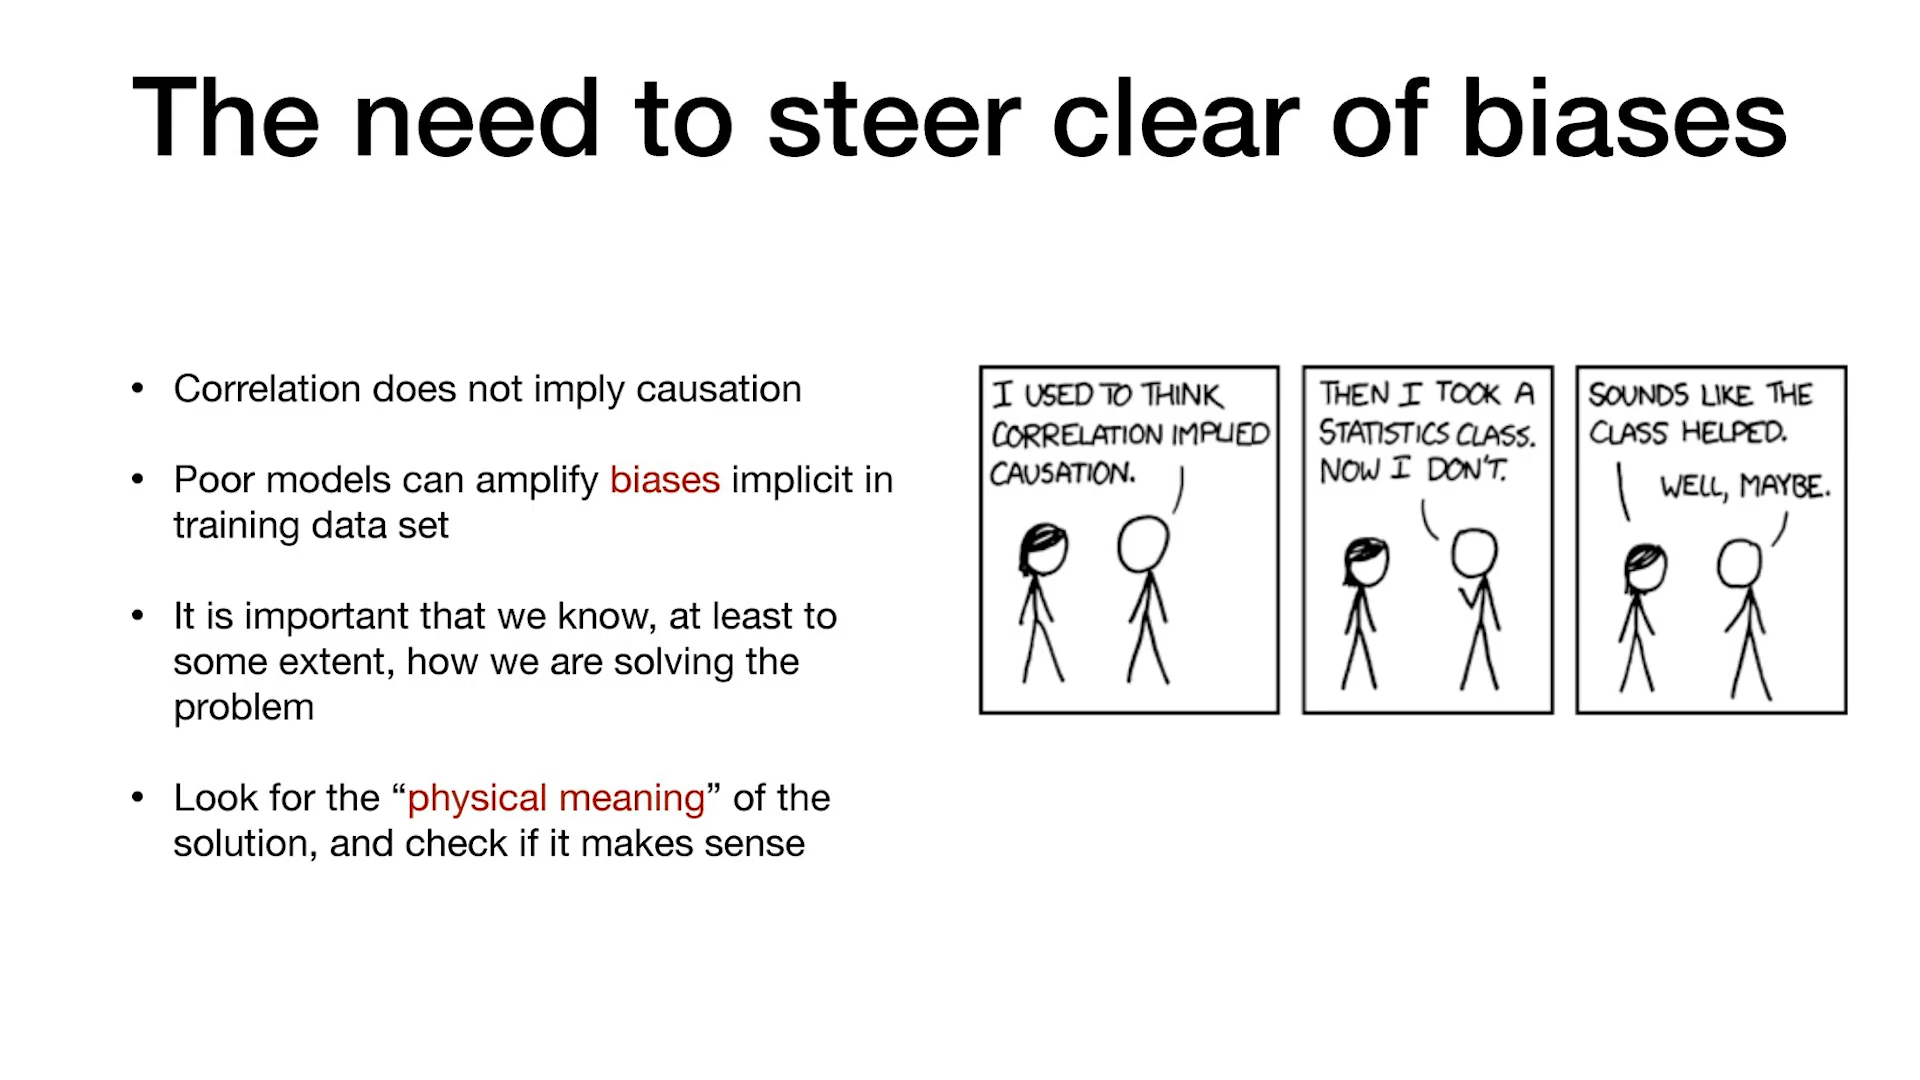 The need to steer clear of biases
• Correlation does not imply causation
• Poor models can amplify biases implicit in
training data set
• It is important that we know, at least to
some extent, how we are solving the
problem
• Look for the “physical meaning” of the
solution, and check if it makes sense
I USED TO THINK
CORRELATION IMPLIED
CAUSATION.
THEN I TOOK A
STATISTICS CLASS.
NOW I DON'T.
SOUNDS LIKE THE
CLASS HELPED.
WELL, MAYBE.